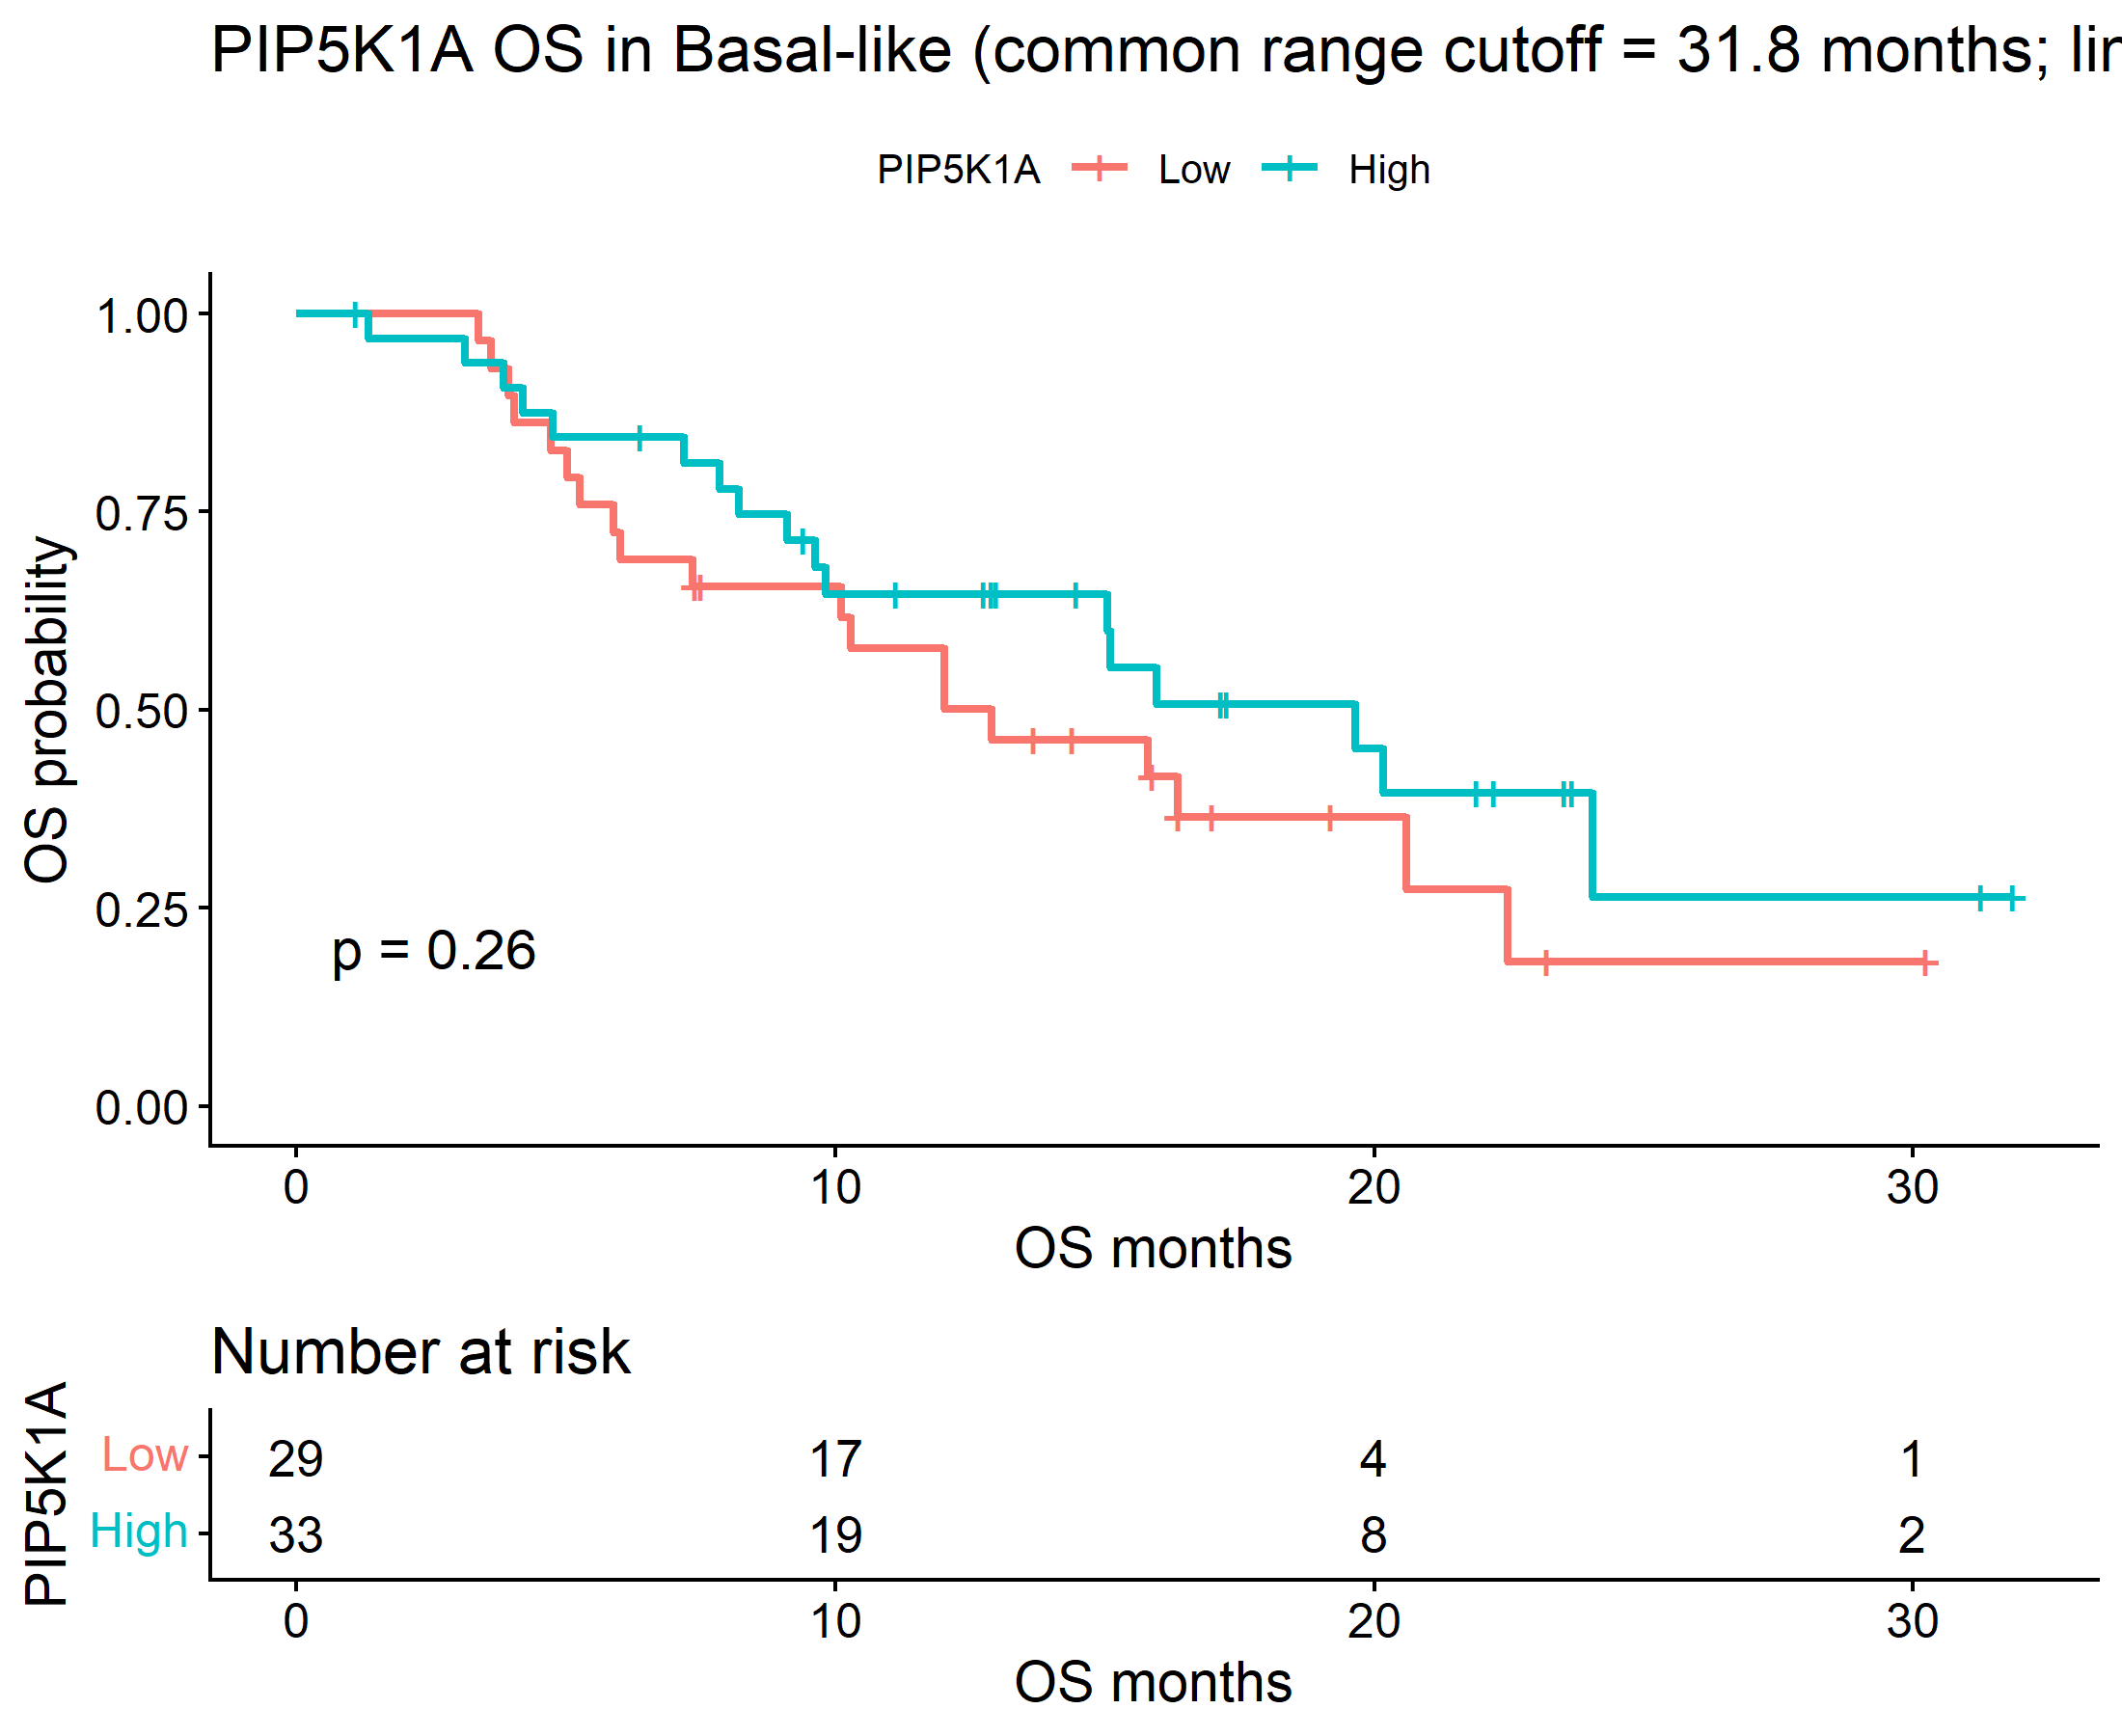 PIP5K1A OS in Basal-like (common range cutoff = 31.8 months; lin
PIP5K1A Low High
1.00
0.75
0.50
0.25
0.00
OS probability
p = 0.26
0 10 20 30
OS months
Number at risk
PIP5K1A
Low 29 17 4 1
High 33 19 8 2
0 10 20 30
OS months